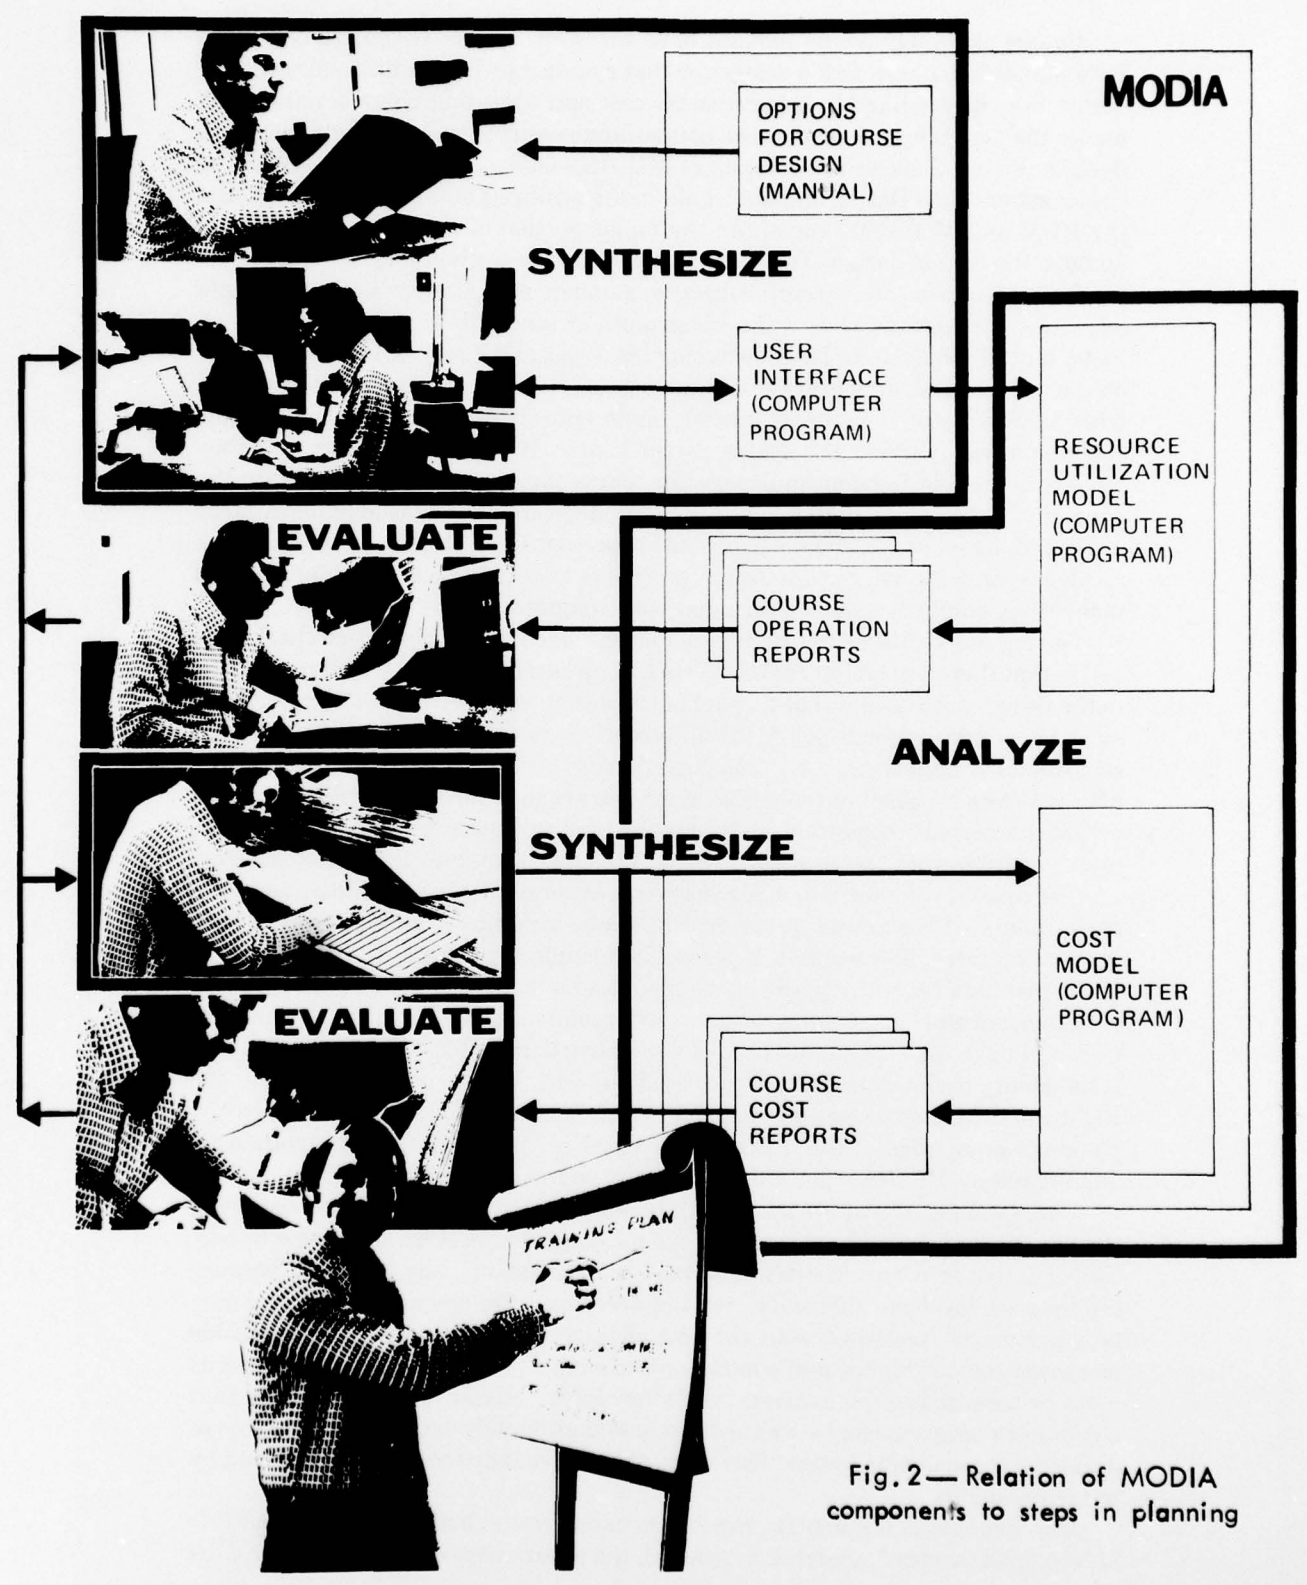 MODIA
OPTIONS
FOR COURSE
DESIGN
(MANUAL)
SYNTHESIZE
USER
INTERFACE
(COMPUTER
PROGRAM)
RESOURCE
UTILIZATION
MODEL
(COMPUTER
PROGRAM)
EVALUATE
COURSE
OPERATION
REPORTS
ANALYZE
SYNTHESIZE
COST
MODEL
(COMPUTER
PROGRAM)
EVALUATE
COURSE
COST
REPORTS
TRAINING PLAN
Fig. 2— Relation of MODIA
components to steps in planning